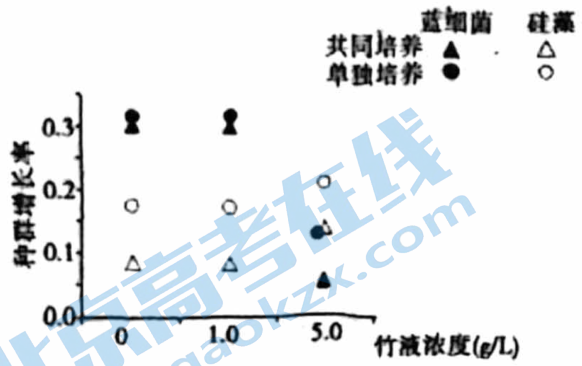 蓝细菌 硅藻
共同培养 ▲ △
单独培养 ● ○
种群增长率
0.3
0.2
0.1
0.0
0 1.0 5.0
竹液浓度(g/L)
北京高考在线
gaokzx.com